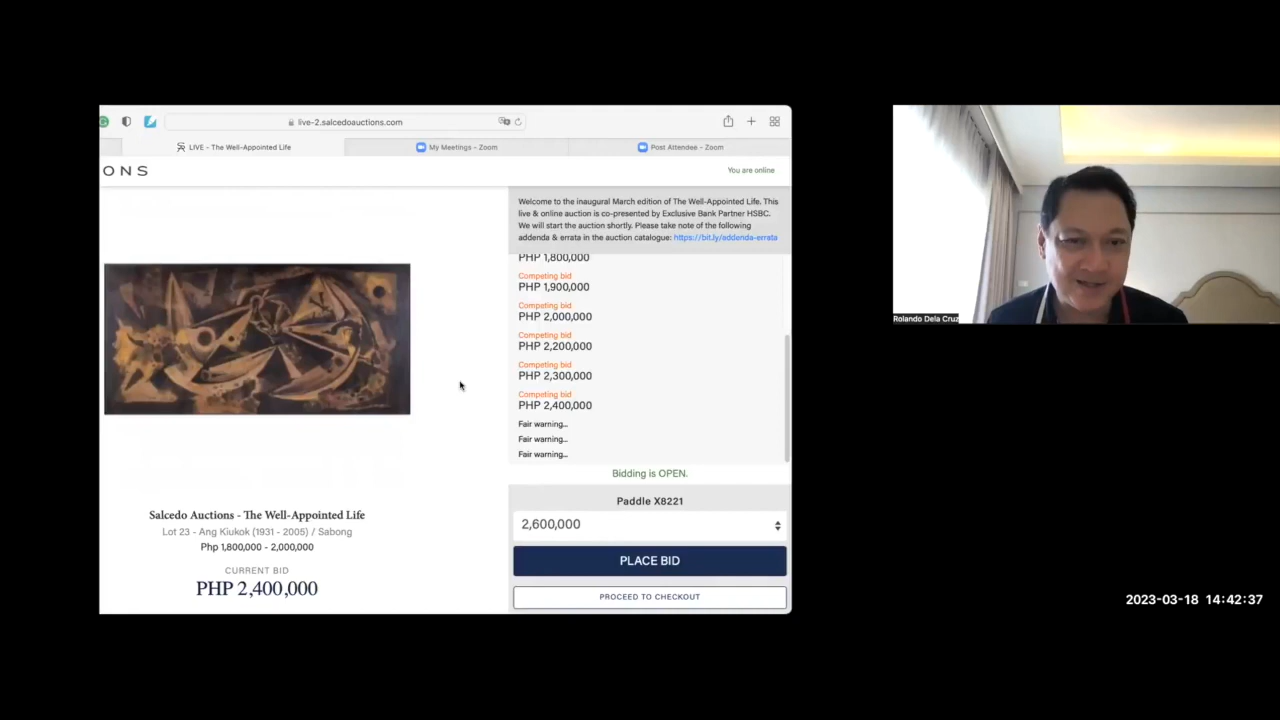 live-2.salcedoauctions.com
LIVE - The Well-Appointed Life
My Meetings - Zoom
Post Attendee - Zoom
ONS
You are online
Welcome to the inaugural March edition of The Well-Appointed Life. This
live & online auction is co-presented by Exclusive Bank Partner HSBC.
We will start the auction shortly. Please take note of the following
addenda & errata in the auction catalogue: https://bit.ly/addenda-errata
PHP 1,800,000
Competing bid
PHP 1,900,000
Competing bid
PHP 2,000,000
Competing bid
PHP 2,200,000
Competing bid
PHP 2,300,000
Competing bid
PHP 2,400,000
Fair warning...
Fair warning...
Fair warning...
Bidding is OPEN.
Paddle X8221
2,600,000
PLACE BID
PROCEED TO CHECKOUT
Salcedo Auctions - The Well-Appointed Life
Lot 23 - Ang Kiukok (1931 - 2005) / Sabong
Php 1,800,000 - 2,000,000
CURRENT BID
PHP 2,400,000
Rolando Dela Cruz
2023-03-18 14:42:37